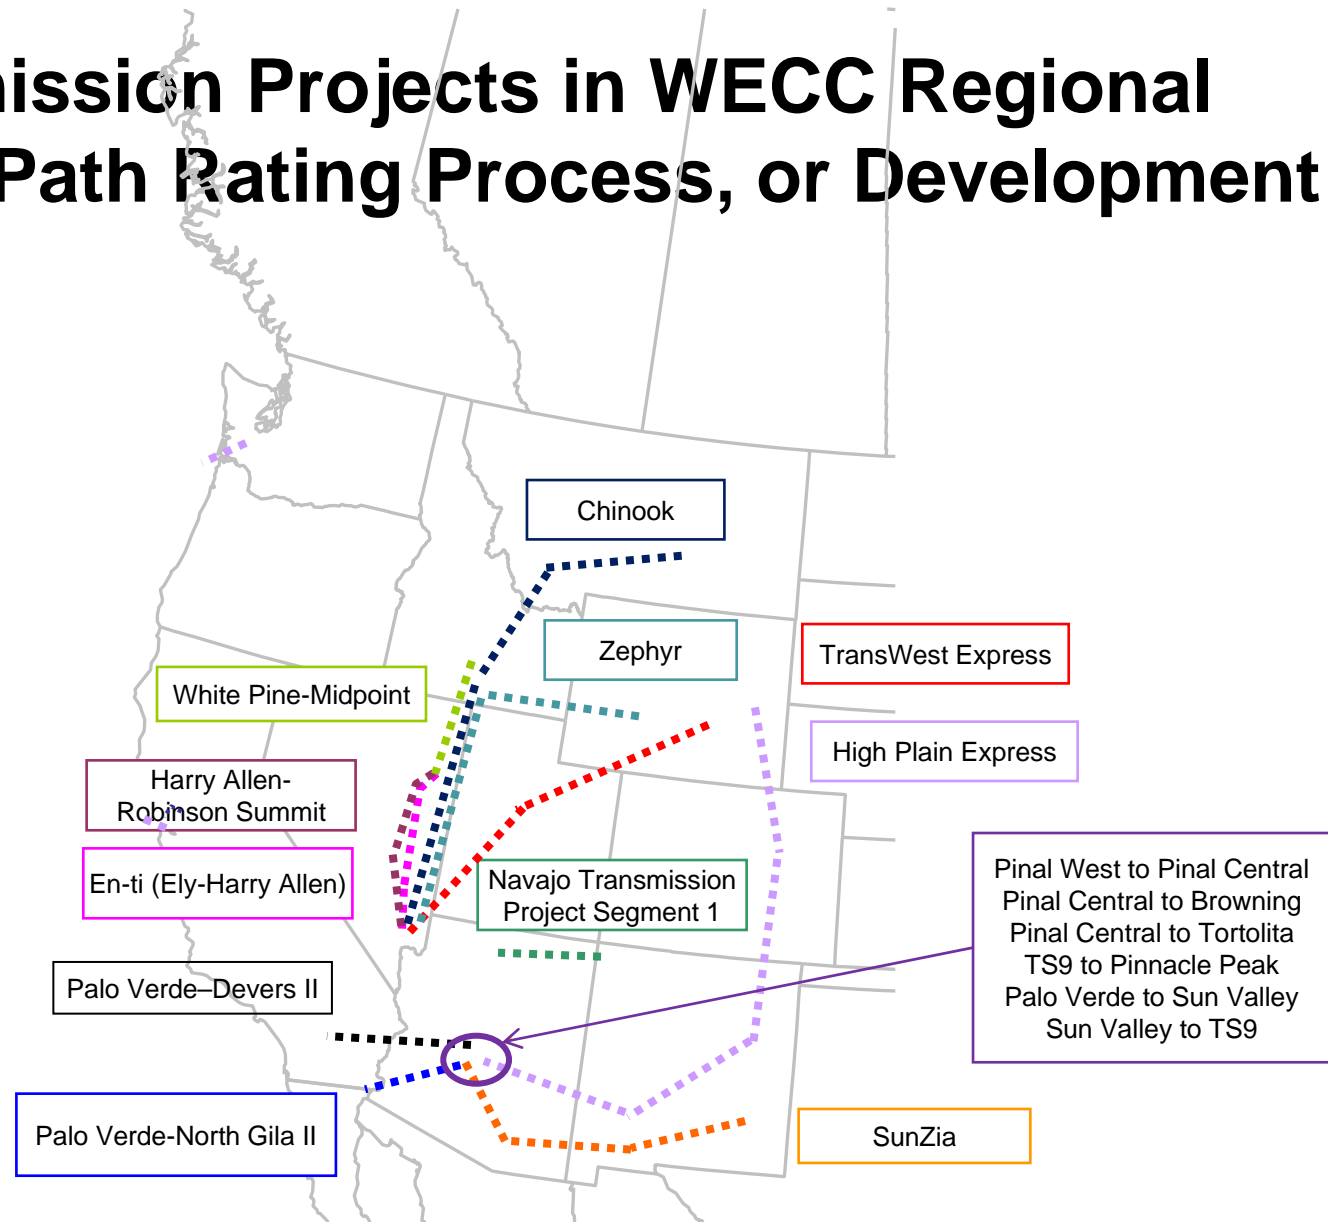 ission Projects in WECC Regional
Path Rating Process, or Development
Chinook
Zephyr
TransWest Express
White Pine-Midpoint
High Plain Express
Harry Allen-
Robinson Summit
En-ti (Ely-Harry Allen)
Navajo Transmission
Project Segment 1
Pinal West to Pinal Central
Pinal Central to Browning
Pinal Central to Tortolita
TS9 to Pinnacle Peak
Palo Verde to Sun Valley
Sun Valley to TS9
Palo Verde–Devers II
Palo Verde-North Gila II
SunZia